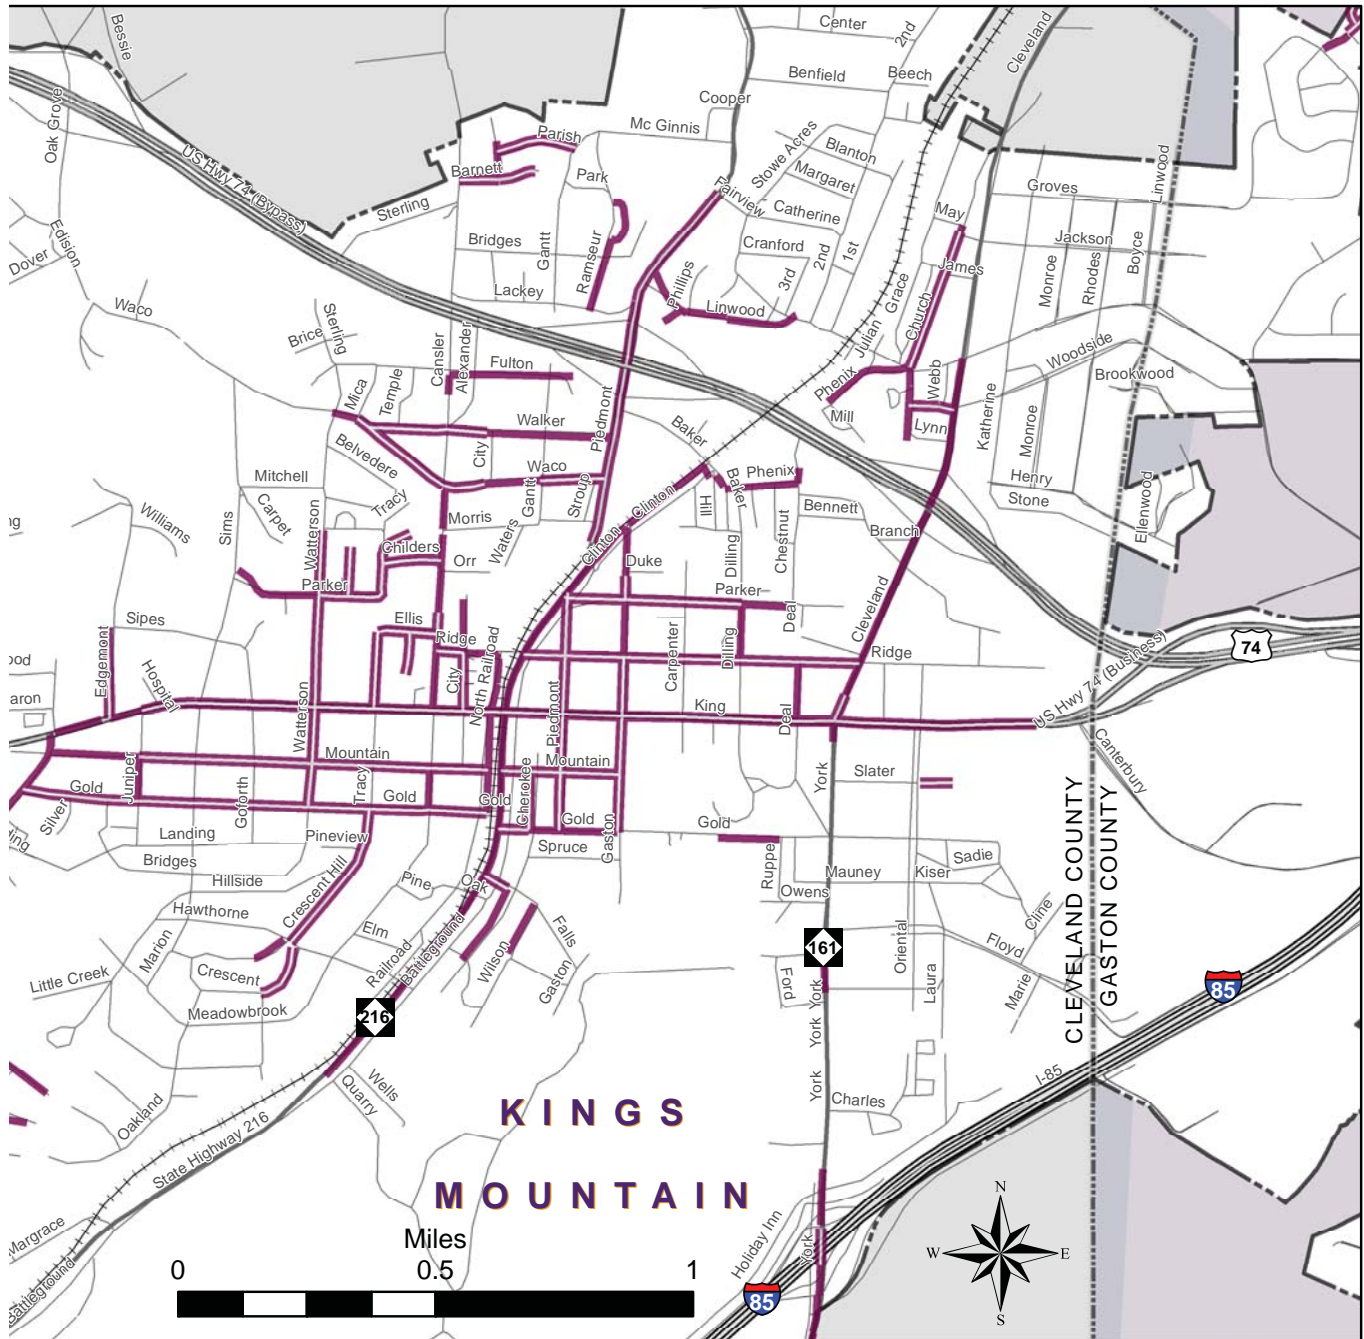 Bessie
Center
2nd
Cleveland
Benfield
Beech
Cooper
Oak Grove
US Hwy 74 (Bypass)
Parish
Mc Ginnis
Stowe Acres
Blanton
Linwood
Barnett
Park
Margaret
Groves
Fairview
Sterling
Catherine
May
Edision
Bridges
Gantt
Ramseur
Cranford
2nd
1st
Jackson
Boyce
Dover
Phillips
3rd
James
Monroe
Rhodes
Lackey
Grace
Waco
Linwood
Church
Sterling
Brice
Julian
Cansler
Alexander
Fulton
Woodside
Mica
Temple
Phenix
Webb
Brookwood
Piedmont
Walker
Mill
Katherine
Baker
Lynn
Monroe
Belvedere
City
Waco
Mitchell
Baker
Phenix
Henry
Stroup
Gantt
Clinton
Hill
Stone
Carpet
Tracy
Bennett
Ellenwood
Williams
Sims
Morris
Waters
ng
Watterson
Branch
Chestnut
Clinton
Childers
Orr
Duke
Dilling
Parker
Parker
Sipes
Ellis
Deal
Cleveland
Ridge
Carpenter
Dilling
Ridge
74
US Hwy 74 (Business)
ood
Edgemont
Hospital
City
North Railroad
aron
Watterson
Piedmont
King
Deal
Canterbury
Mountain
Mountain
Juniper
Tracy
York
Slater
Gold
Goforth
Gold
Gold
Cherokee
CLEVELAND COUNTY
GASTON COUNTY
Silver
Gold
Gold
ling
Landing
Pineview
Spruce
Gaston
Bridges
Ruppe
Sadie
Hillside
Crescent Hill
Pine
Oak
Mauney
Kiser
Owens
Hawthorne
Elm
Falls
Cline
Marion
Battleground
161
Oriental
Floyd
Railroad
Wilson
Little Creek
Crescent
Gaston
Ford
York
Laura
Marie
85
Meadowbrook
216
York
I-85
Wells
Quarry
York
Charles
Oakland
KINGS
State Highway 216
MOUNTAIN
N
Margrace
Miles
Holiday Inn
York
W
E
0
0.5
1
Battleground
85
S